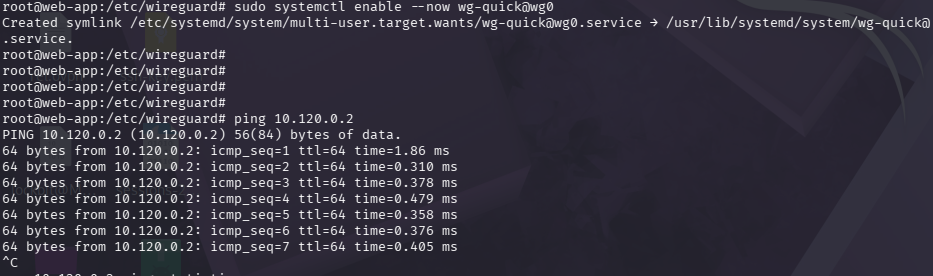 root@web-app:/etc/wireguard# sudo systemctl enable --now wg-quick@wg0
Created symlink /etc/systemd/system/multi-user.target.wants/wg-quick@wg0.service → /usr/lib/systemd/system/wg-quick@
.service.
root@web-app:/etc/wireguard#
root@web-app:/etc/wireguard#
root@web-app:/etc/wireguard#
root@web-app:/etc/wireguard#
root@web-app:/etc/wireguard# ping 10.120.0.2
PING 10.120.0.2 (10.120.0.2) 56(84) bytes of data.
64 bytes from 10.120.0.2: icmp_seq=1 ttl=64 time=1.86 ms
64 bytes from 10.120.0.2: icmp_seq=2 ttl=64 time=0.310 ms
64 bytes from 10.120.0.2: icmp_seq=3 ttl=64 time=0.378 ms
64 bytes from 10.120.0.2: icmp_seq=4 ttl=64 time=0.479 ms
64 bytes from 10.120.0.2: icmp_seq=5 ttl=64 time=0.358 ms
64 bytes from 10.120.0.2: icmp_seq=6 ttl=64 time=0.376 ms
64 bytes from 10.120.0.2: icmp_seq=7 ttl=64 time=0.405 ms
^C